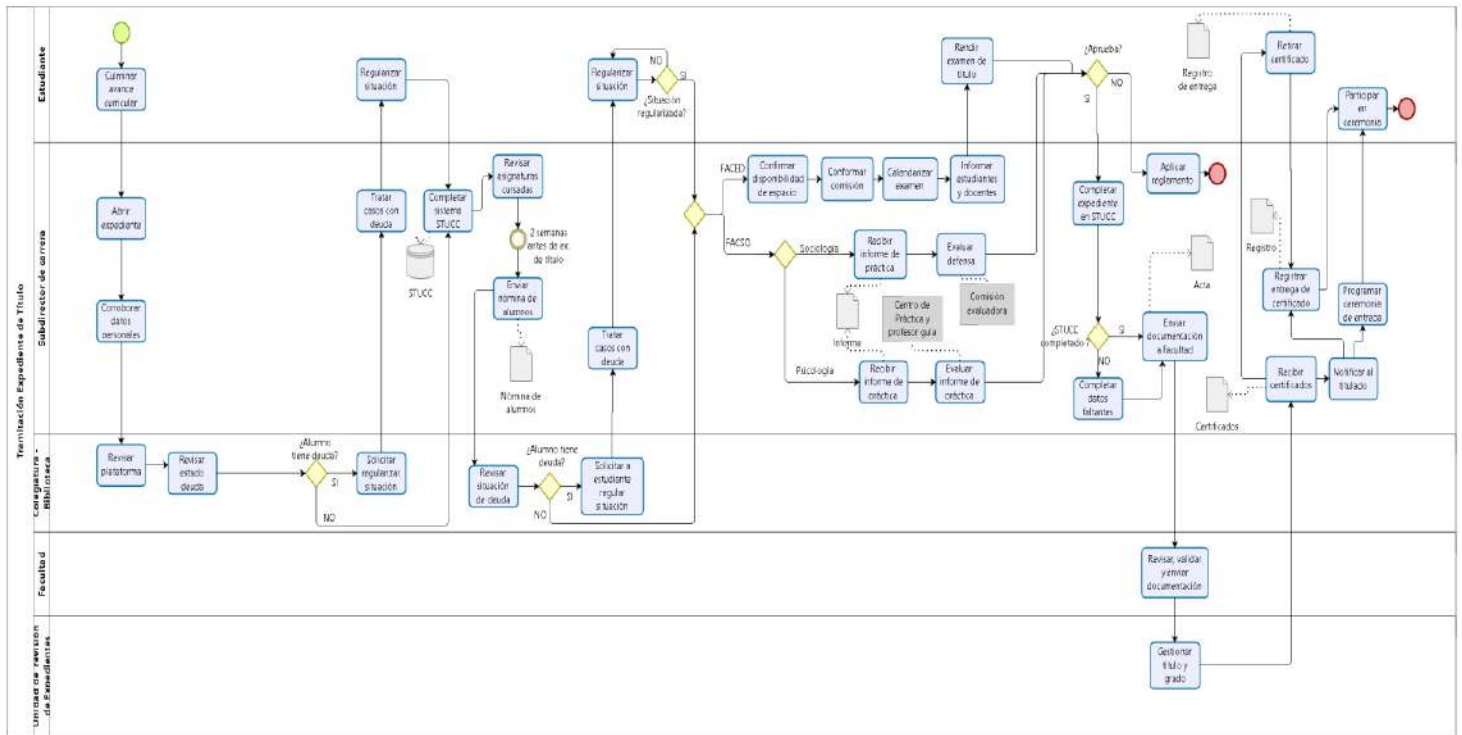 Tramitación Expediente de Título
Estudiante
Culminar
avance
curricular
Regularizar
situación
Regularizar
situación
NO
SI
¿Situación
regularizada?
Rendir
examen de
título
¿Aprueba?
SI
NO
Registro
de entrega
Retirar
certificado
Participar
en
ceremonia
Subdirector de carrera
Abrir
expediente
Corroborar
datos
personales
Tratar
casos con
deuda
Completar
sistema
STUCC
STUCC
Revisar
asignaturas
cursadas
2 semanas
antes de ex.
de título
Enviar
nómina de
alumnos
Nómina de
alumnos
Tratar
casos con
deuda
FACED
Confirmar
disponibilidad
de espacio
Conformar
comisión
Calendarizar
examen
Informar
estudiantes
y docentes
FACSO
Sociología
Recibir
informe de
práctica
Evaluar
defensa
Informe
Centro de
Práctica y
profesor guía
Comisión
evaluadora
Psicología
Recibir
informe de
práctica
Evaluar
informe de
práctica
Completar
expediente
en STUCC
Aplicar
reglamento
¿STUCC
completado
SI
NO
Completar
datos
faltantes
Enviar
documentación
a facultad
Acta
Registro
Registrar
entrega de
certificado
Programar
ceremonia
de entrega
Recibir
certificados
Notificar al
titulado
Certificados
Colegiatura -
Biblioteca
Revisar
plataforma
Revisar
estado
deuda
¿Alumno
tiene deuda?
SI
NO
Solicitar
regularizar
situación
Revisar
situación
de deuda
¿Alumno tiene
deuda?
SI
NO
Solicitar a
estudiante
regular
situación
Facultad
Revisar, validar
y enviar
documentación
Unidad de revisión
de Expedientes
Gestionar
título y
grado